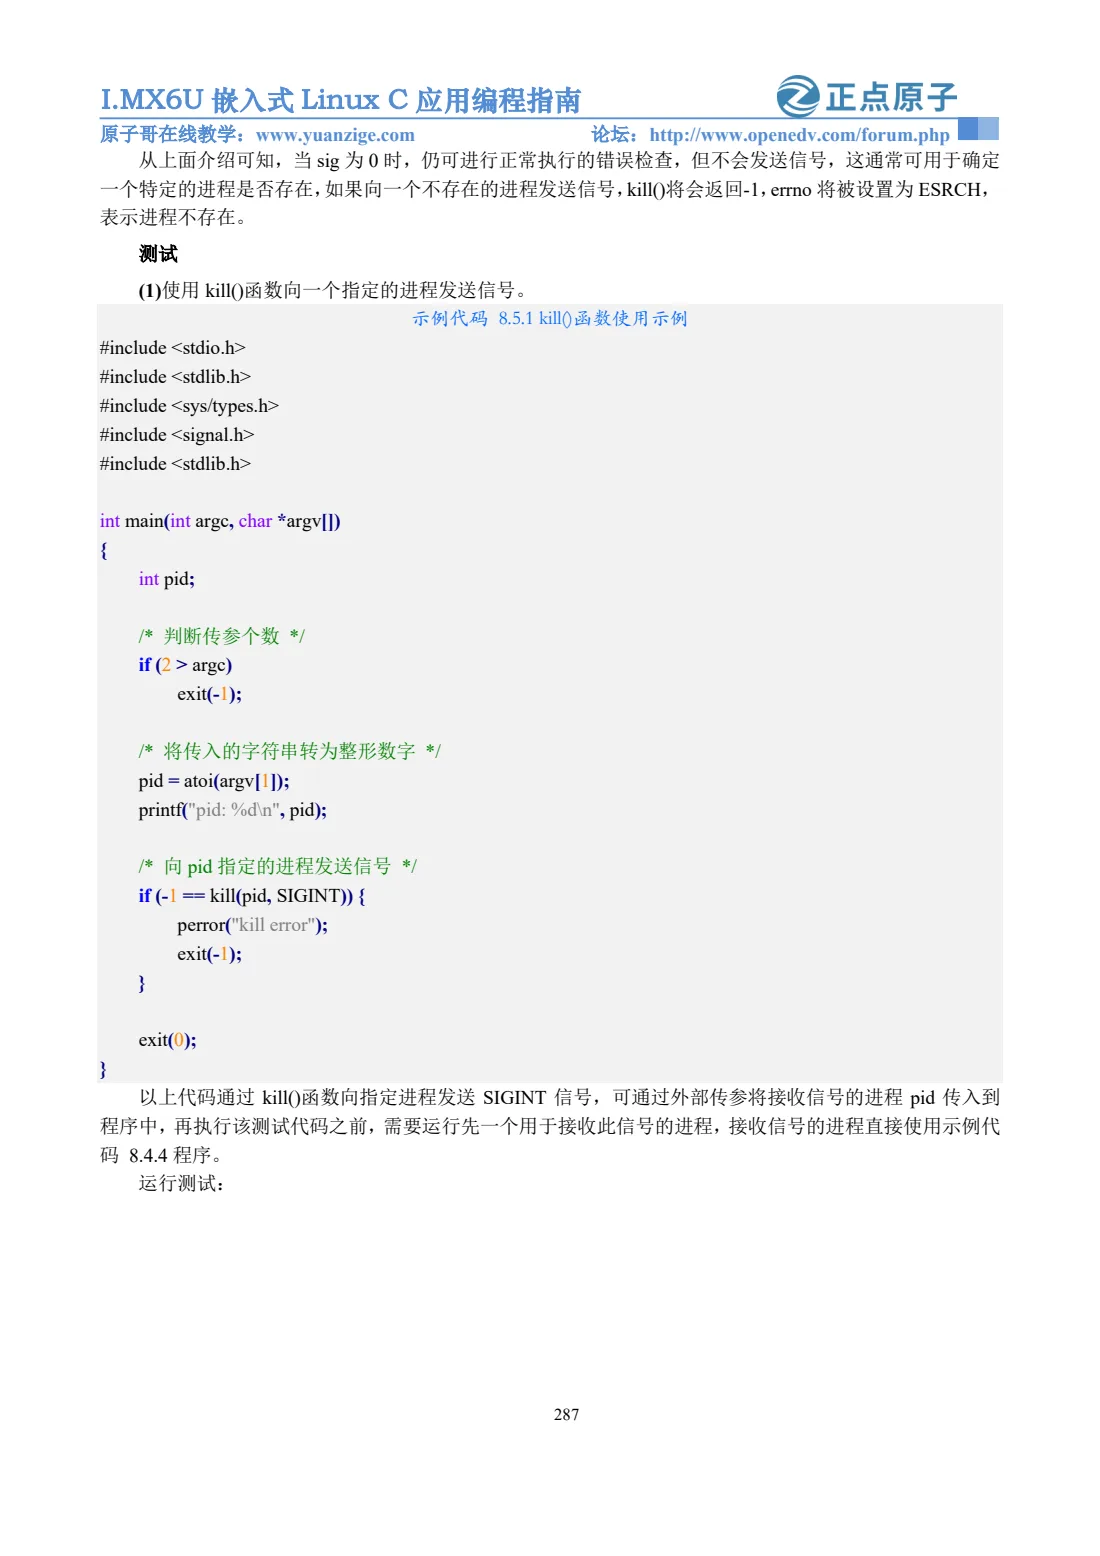 I.MX6U 嵌入式 Linux C 应用编程指南
正点原子
原子哥在线教学：www.yuanzige.com 论坛：http://www.openedv.com/forum.php
从上面介绍可知，当 sig 为 0 时，仍可进行正常执行的错误检查，但不会发送信号，这通常可用于确定
一个特定的进程是否存在，如果向一个不存在的进程发送信号，kill()将会返回-1，errno 将被设置为 ESRCH，
表示进程不存在。
测试
(1)使用 kill()函数向一个指定的进程发送信号。
示例代码 8.5.1 kill()函数使用示例
#include <stdio.h>
#include <stdlib.h>
#include <sys/types.h>
#include <signal.h>
#include <stdlib.h>
int main(int argc, char *argv[])
{
int pid;
/* 判断传参个数 */
if (2 > argc)
exit(-1);
/* 将传入的字符串转为整形数字 */
pid = atoi(argv[1]);
printf("pid: %d\n", pid);
/* 向 pid 指定的进程发送信号 */
if (-1 == kill(pid, SIGINT)) {
perror("kill error");
exit(-1);
}
exit(0);
}
以上代码通过 kill()函数向指定进程发送 SIGINT 信号，可通过外部传参将接收信号的进程 pid 传入到
程序中，再执行该测试代码之前，需要运行先一个用于接收此信号的进程，接收信号的进程直接使用示例代
码 8.4.4 程序。
运行测试：
287